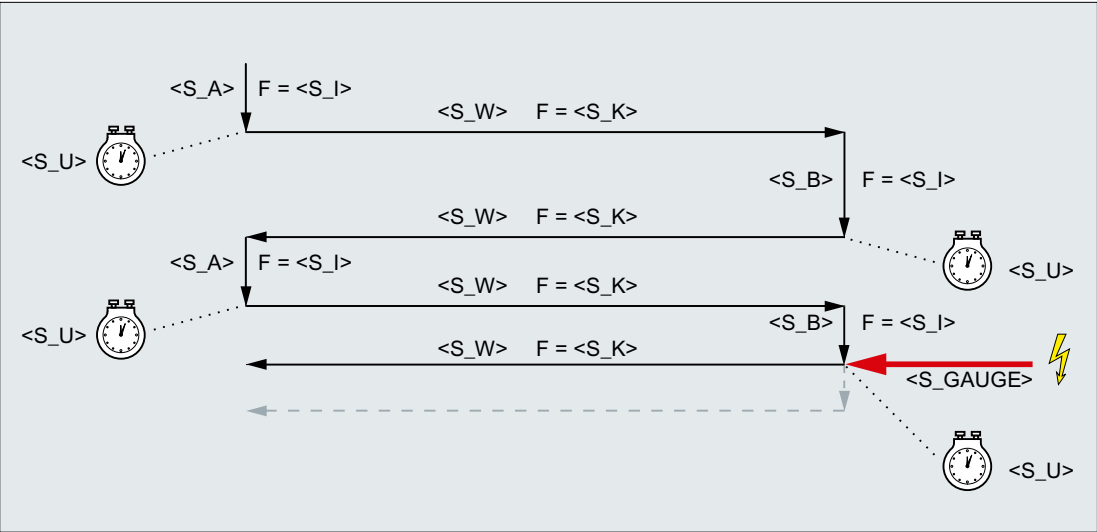 <S_A> F = <S_I>
<S_W> F = <S_K>
<S_U>
<S_B> F = <S_I>
<S_W> F = <S_K>
<S_A> F = <S_I>
<S_U>
<S_W> F = <S_K>
<S_U>
<S_B> F = <S_I>
<S_W> F = <S_K>
<S_GAUGE>
<S_U>